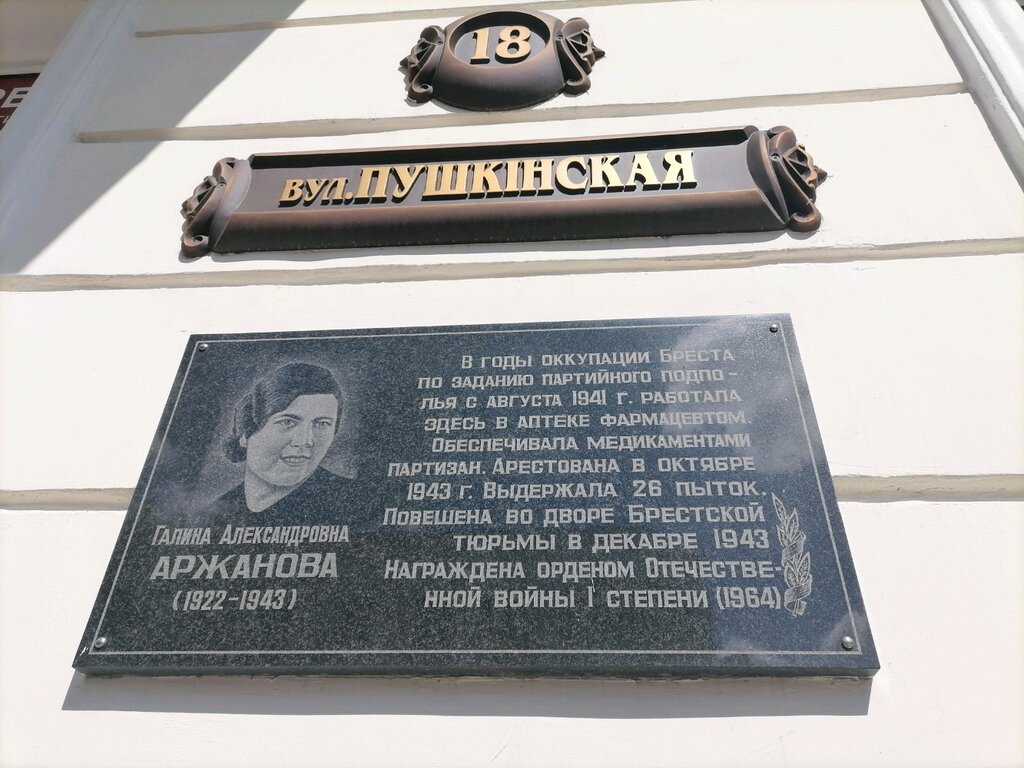 18
ВУЛ. ПУШКІНСКАЯ
ГАЛИНА АЛЕКСАНДРОВНА
АРЖАНОВА
(1922-1943)
В ГОДЫ ОККУПАЦИИ БРЕСТА
ПО ЗАДАНИЮ ПАРТИЙНОГО ПОДПО-
ЛЬЯ С АВГУСТА 1941 Г. РАБОТАЛА
ЗДЕСЬ В АПТЕКЕ ФАРМАЦЕВТОМ.
ОБЕСПЕЧИВАЛА МЕДИКАМЕНТАМИ
ПАРТИЗАН. АРЕСТОВАНА В ОКТЯБРЕ
1943 Г. ВЫДЕРЖАЛА 26 ПЫТОК.
ПОВЕШЕНА ВО ДВОРЕ БРЕСТСКОЙ
ТЮРЬМЫ В ДЕКАБРЕ 1943
НАГРАЖДЕНА ОРДЕНОМ ОТЕЧЕСТВЕ-
ННОЙ ВОЙНЫ I СТЕПЕНИ (1964)